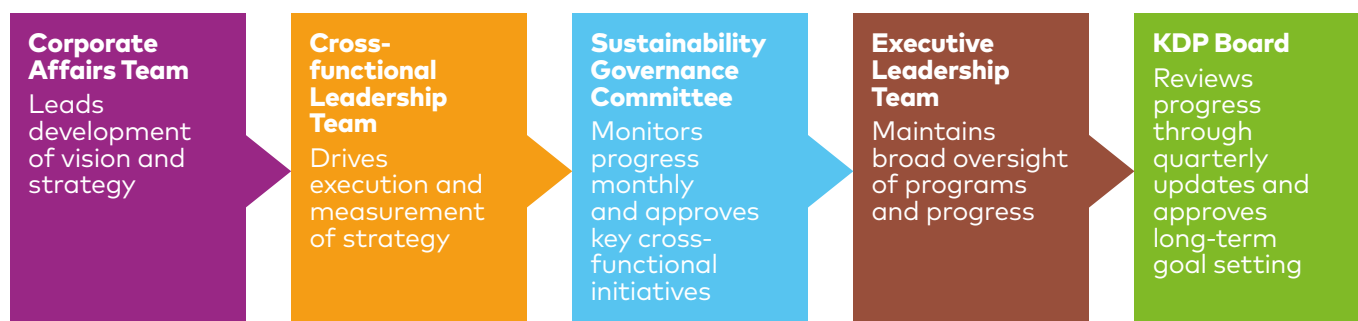 Corporate
Affairs Team
Leads
development
of vision and
strategy
Cross-
functional
Leadership
Team
Drives
execution and
measurement
of strategy
Sustainability
Governance
Committee
Monitors
progress
monthly
and approves
key cross-
functional
initiatives
Executive
Leadership
Team
Maintains
broad oversight
of programs
and progress
KDP Board
Reviews
progress
through
quarterly
updates and
approves
long-term
goal setting